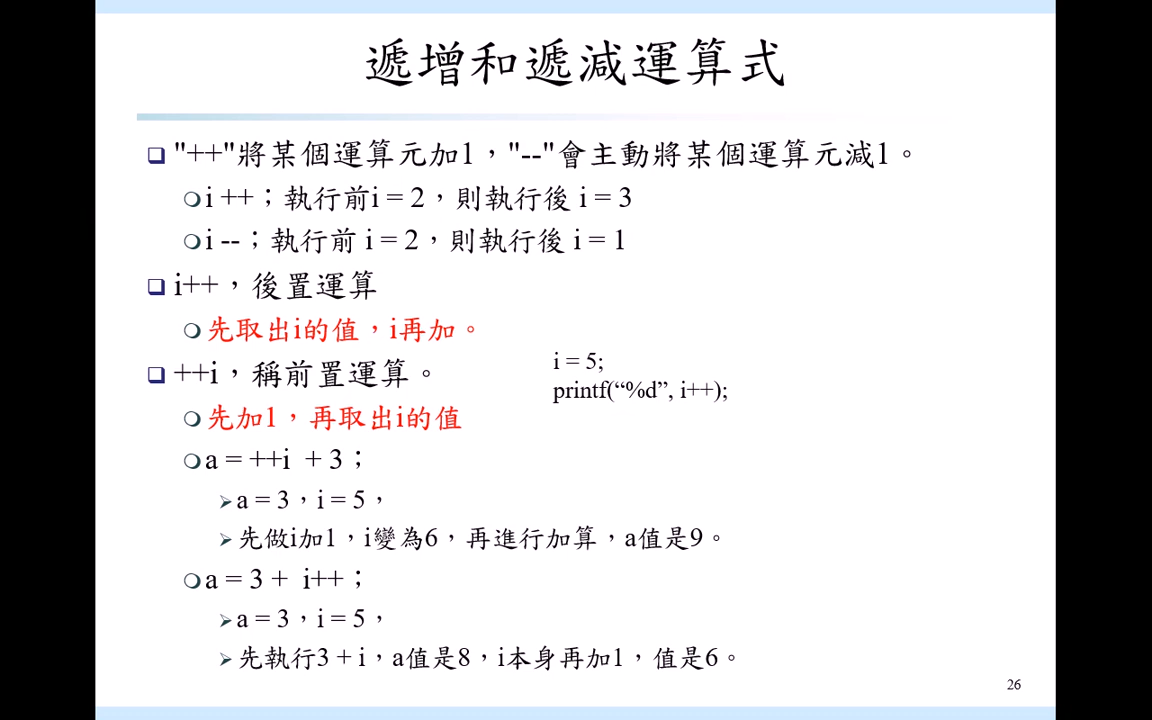 遞增和遞減運算式
"++"將某個運算元加1，"--"會主動將某個運算元減1。
i ++；執行前i = 2，則執行後 i = 3
i --；執行前 i = 2，則執行後 i = 1
i++，後置運算
先取出i的值，i再加。
++i，稱前置運算。
先加1，再取出i的值
i = 5;
printf(“%d”, i++);
a = ++i + 3；
a = 3，i = 5，
先做i加1，i變為6，再進行加算，a值是9。
a = 3 + i++；
a = 3，i = 5，
先執行3 + i，a值是8，i本身再加1，值是6。
26